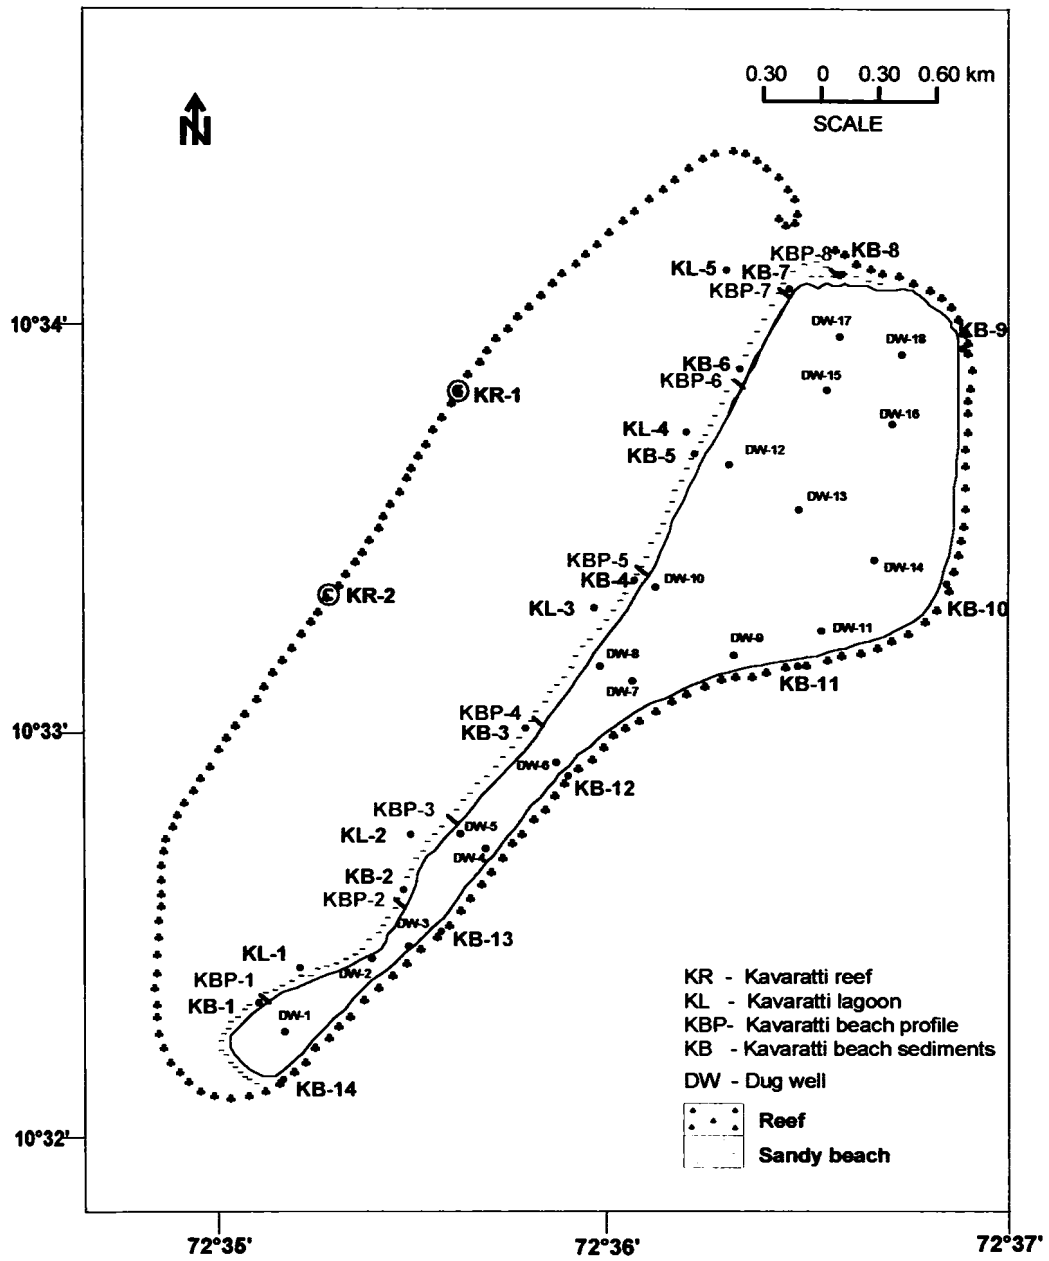 0.30 0 0.30 0.60 km
SCALE
N
KBP-8 KB-8
KL-5 KB-7
KBP-7
10°34'
DW-17
KB-9
DW-18
KB-6
KBP-6
DW-15
KR-1
DW-16
KL-4
KB-5
DW-12
DW-13
KBP-5
DW-14
KB-4 DW-10
KR-2
KL-3
KB-10
DW-11
DW-9
DW-8
KB-11
DW-7
KBP-4
10°33'
KB-3
DW-6
KB-12
KBP-3
DW-5
KL-2
DW-4
KB-2
KBP-2
DW-3
KB-13
KL-1
DW-2
KBP-1
KB-1
DW-1
KB-14
KR - Kavaratti reef
KL - Kavaratti lagoon
KBP- Kavaratti beach profile
KB - Kavaratti beach sediments
DW - Dug well
Reef
Sandy beach
10°32'
72°35' 72°36' 72°37'